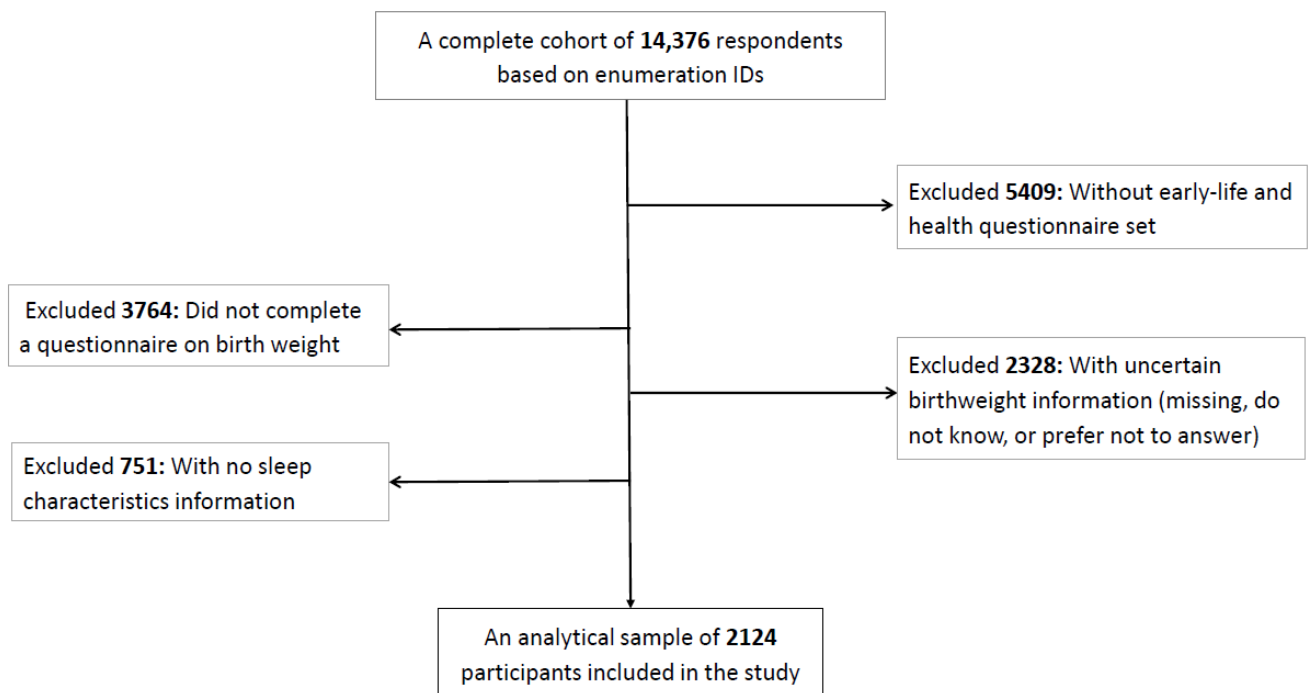 A complete cohort of 14,376 respondents
based on enumeration IDs
Excluded 5409: Without early-life and
health questionnaire set
Excluded 3764: Did not complete
a questionnaire on birth weight
Excluded 2328: With uncertain
birthweight information (missing, do
not know, or prefer not to answer)
Excluded 751: With no sleep
characteristics information
An analytical sample of 2124
participants included in the study